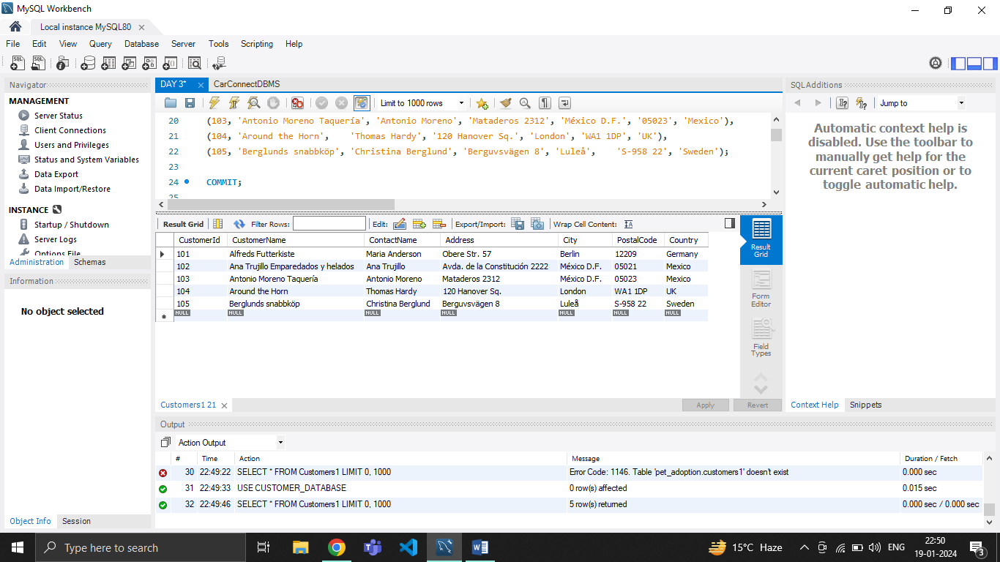 MySQL Workbench
Local instance MySQL80
File Edit View Query Database Server Tools Scripting Help
Navigator
MANAGEMENT
Server Status
Client Connections
Users and Privileges
Status and System Variables
Data Export
Data Import/Restore
INSTANCE
Startup / Shutdown
Server Logs
Options File
Administration Schemas
Information
No object selected
Object Info Session
DAY 3* CarConnectDBMS
Limit to 1000 rows
20 (103, 'Antonio Moreno Taquería', 'Antonio Moreno', 'Mataderos 2312', 'México D.F.', '05023', 'Mexico'),
21 (104, 'Around the Horn', 'Thomas Hardy', '120 Hanover Sq.', 'London', 'WA1 1DP', 'UK'),
22 (105, 'Berglunds snabbköp', 'Christina Berglund', 'Berguvsvägen 8', 'Luleå', 'S-958 22', 'Sweden');
23
24 COMMIT;
25
Result Grid Filter Rows: Edit: Export/Import: Wrap Cell Content:
CustomerId CustomerName ContactName Address City PostalCode Country
101 Alfreds Futterkiste Maria Anderson Obere Str. 57 Berlin 12209 Germany
102 Ana Trujillo Emparedados y helados Ana Trujillo Avda. de la Constitución 2222 México D.F. 05021 Mexico
103 Antonio Moreno Taquería Antonio Moreno Mataderos 2312 México D.F. 05023 Mexico
104 Around the Horn Thomas Hardy 120 Hanover Sq. London WA1 1DP UK
105 Berglunds snabbköp Christina Berglund Berguvsvägen 8 Luleå S-958 22 Sweden
NULL NULL NULL NULL NULL NULL NULL
Result
Grid
Form
Editor
Field
Types
Customers1 21 Apply Revert
SQLAdditions
Jump to
Automatic context help is
disabled. Use the toolbar to
manually get help for the
current caret position or to
toggle automatic help.
Context Help Snippets
Output
Action Output
# Time Action Message Duration / Fetch
30 22:49:22 SELECT * FROM Customers1 LIMIT 0, 1000 Error Code: 1146. Table 'pet_adoption.customers1' doesn't exist 0.000 sec
31 22:49:33 USE CUSTOMER_DATABASE 0 row(s) affected 0.015 sec
32 22:49:46 SELECT * FROM Customers1 LIMIT 0, 1000 5 row(s) returned 0.000 sec / 0.000 sec
Type here to search
15°C Haze
ENG
22:50
19-01-2024
3